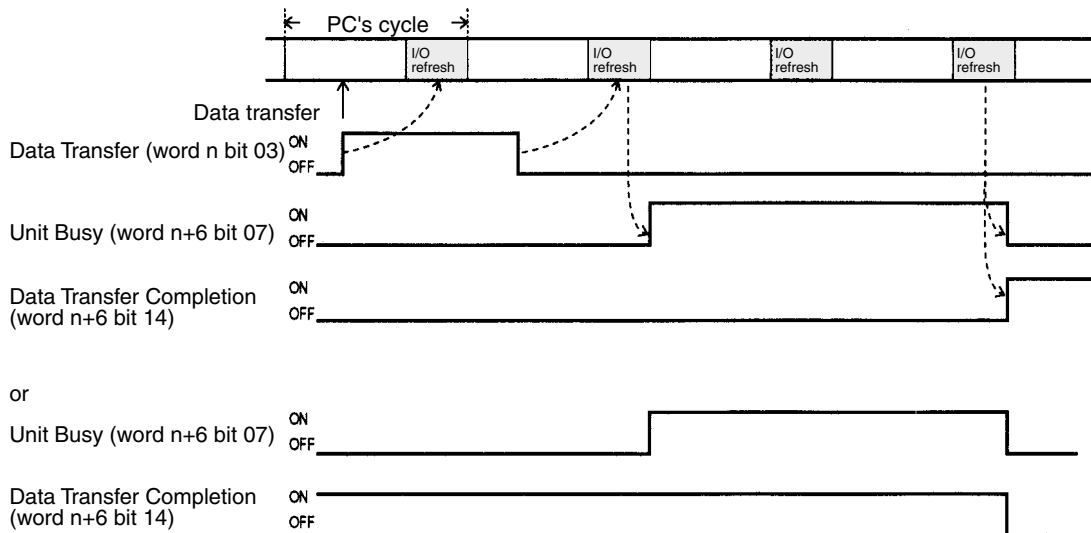 PC's cycle
I/O
refresh
I/O
refresh
I/O
refresh
I/O
refresh
Data transfer
Data Transfer (word n bit 03)
ON
OFF
Unit Busy (word n+6 bit 07)
ON
OFF
Data Transfer Completion
(word n+6 bit 14)
ON
OFF
or
Unit Busy (word n+6 bit 07)
ON
OFF
Data Transfer Completion
(word n+6 bit 14)
ON
OFF